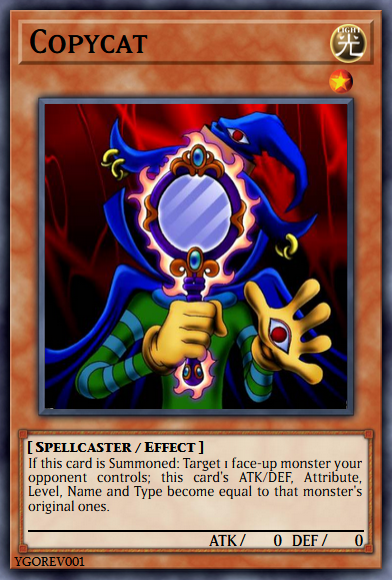 Copycat
LIGHT
光
[ Spellcaster / Effect ]
If this card is Summoned: Target 1 face-up monster your
opponent controls; this card's ATK/DEF, Attribute,
Level, Name and Type become equal to that monster's
original ones.
ATK / 0 DEF / 0
YGOREV001